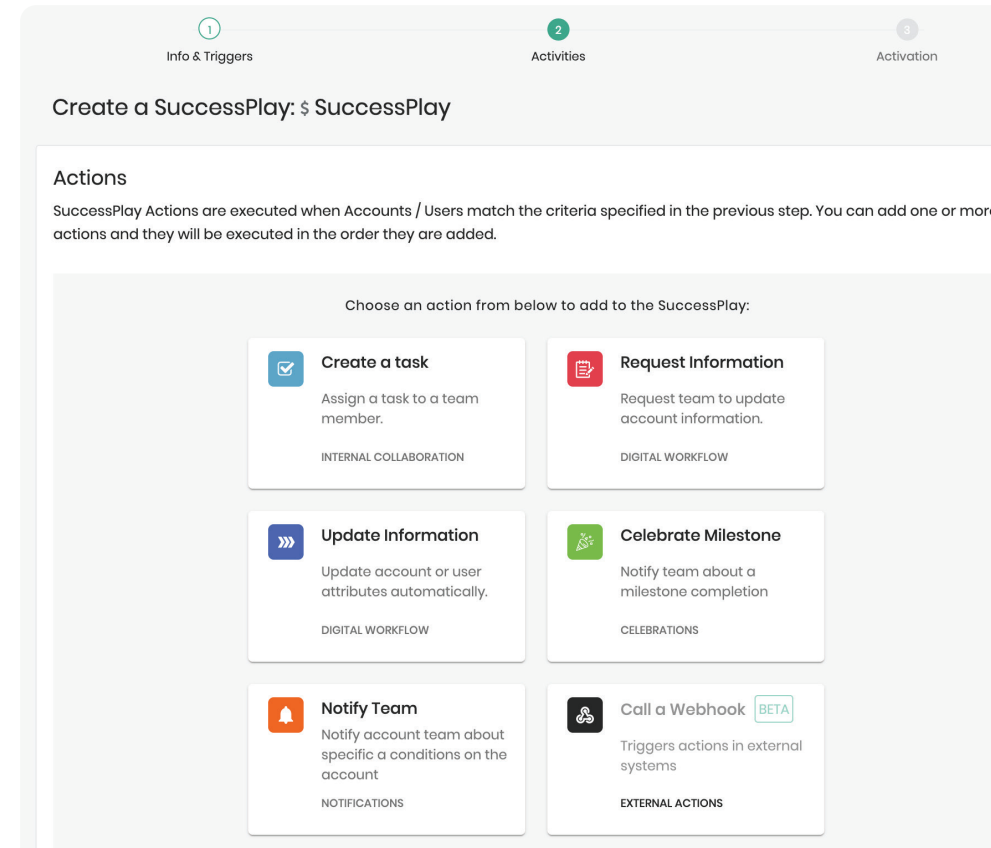 1
2
3
Info & Triggers
Activities
Activation
Create a SuccessPlay: $ SuccessPlay
Actions
SuccessPlay Actions are executed when Accounts / Users match the criteria specified in the previous step. You can add one or more
actions and they will be executed in the order they are added.
Choose an action from below to add to the SuccessPlay:
Create a task
Assign a task to a team
member.
INTERNAL COLLABORATION
Request Information
Request team to update
account information.
DIGITAL WORKFLOW
Update Information
Update account or user
attributes automatically.
DIGITAL WORKFLOW
Celebrate Milestone
Notify team about a
milestone completion
CELEBRATIONS
Notify Team
Notify account team about
specific a conditions on the
account
NOTIFICATIONS
Call a Webhook BETA
Triggers actions in external
systems
EXTERNAL ACTIONS